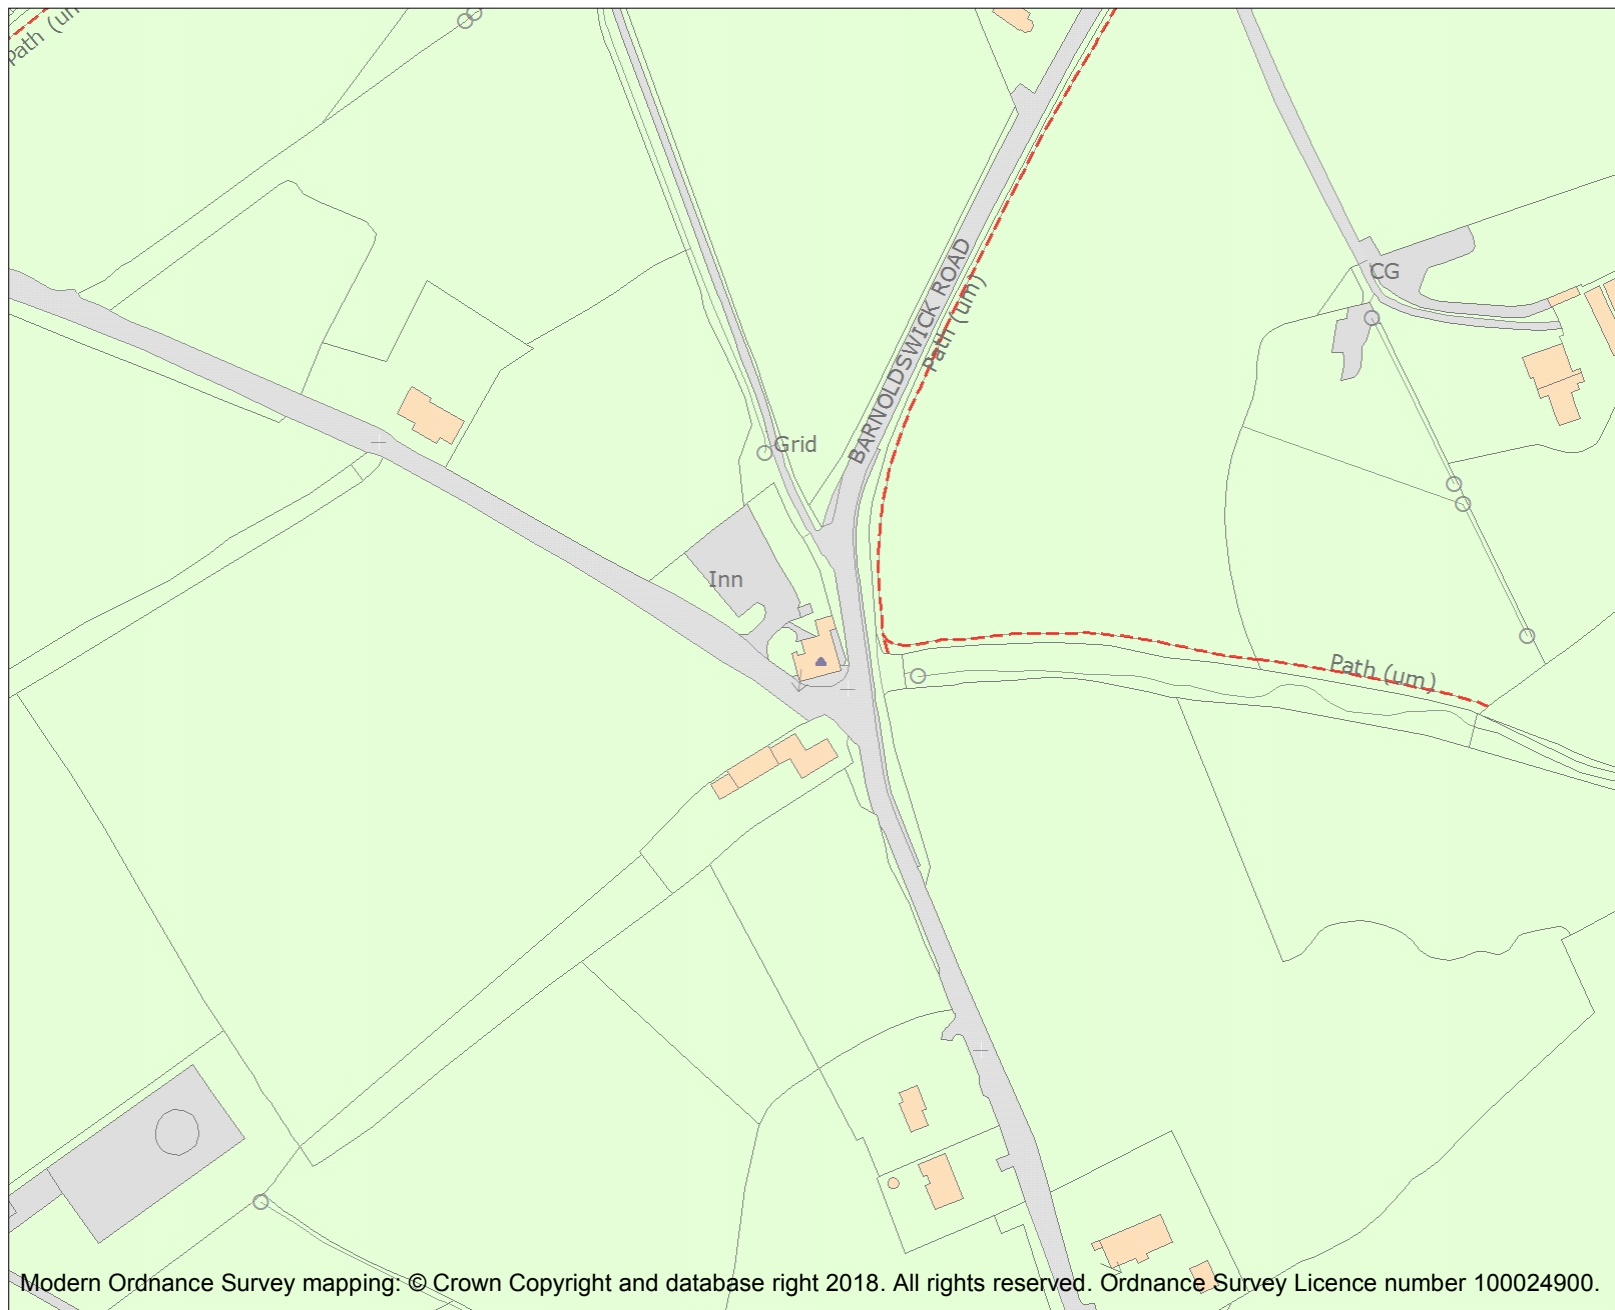 Path (un
CG
BARNOLDSWICK ROAD
Path (um)
Grid
Inn
Path (um)
Modern Ordnance Survey mapping: © Crown Copyright and database right 2018. All rights reserved. Ordnance Survey Licence number 100024900.